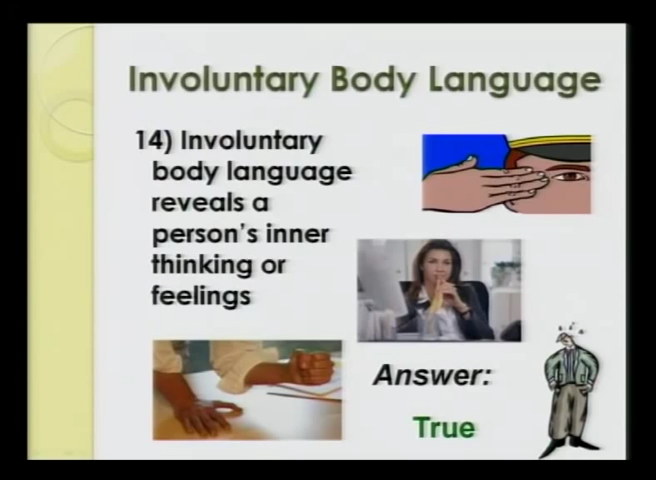 Involuntary Body Language
14) Involuntary
body language
reveals a
person's inner
thinking or
feelings
Answer:
True